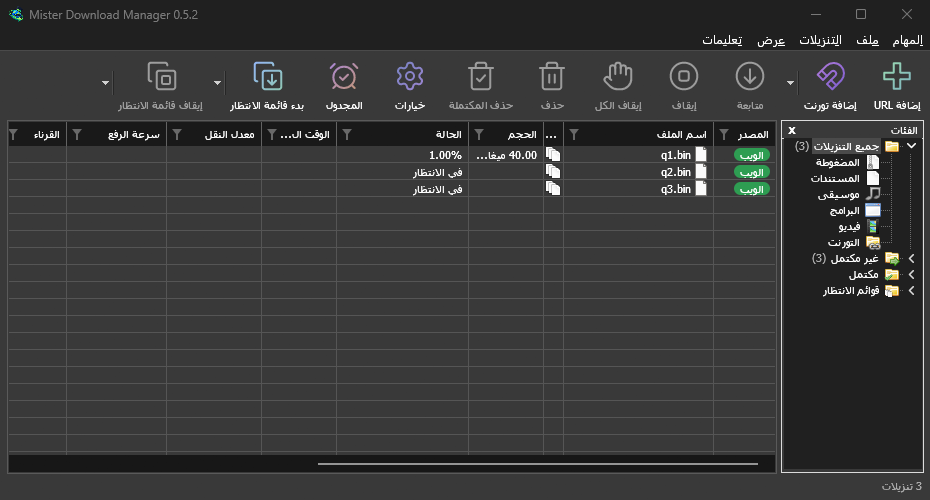 Mister Download Manager 0.5.2
المهام ملف التنزيلات عرض تعليمات
إضافة URL إضافة تورنت متابعة إيقاف إيقاف الكل حذف حذف المكتملة خيارات المجدول بدء قائمة الانتظار إيقاف قائمة الانتظار
الفئات x
جميع التنزيلات (3)
المضغوطة
المستندات
موسيقى
البرامج
فيديو
التورنت
غير مكتمل (3)
مكتمل
قوائم الانتظار
المصدر اسم الملف ... الحجم الحالة الوقت ال... معدل النقل سرعة الرفع القرناء
الويب q1.bin 40.00 ميغا... 1.00%
الويب q2.bin في الانتظار
الويب q3.bin في الانتظار
3 تنزيلات